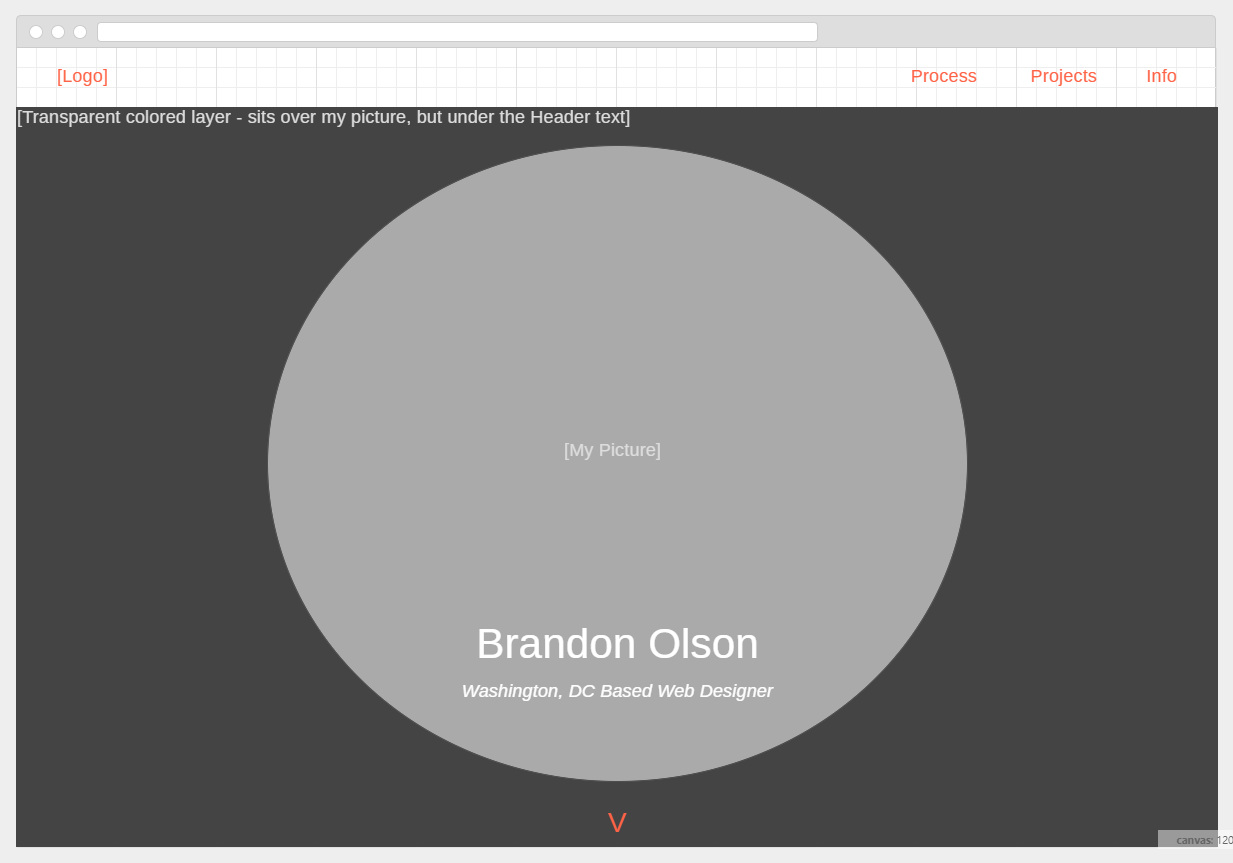 [Logo]
Process
Projects
Info
[Transparent colored layer - sits over my picture, but under the Header text]
[My Picture]
Brandon Olson
Washington, DC Based Web Designer
V
canvas: 120